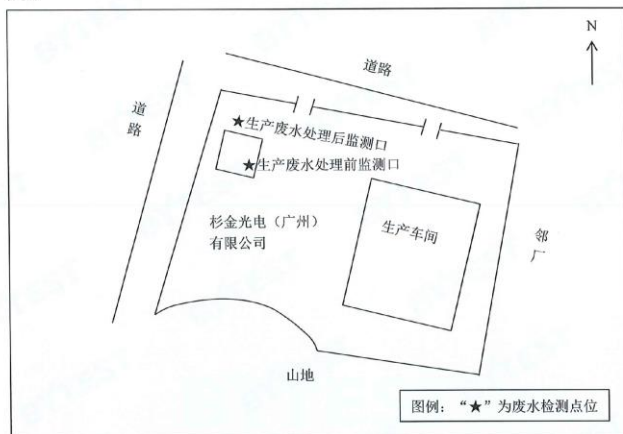 N
道路
道路
★生产废水处理后监测口
★生产废水处理前监测口
杉金光电（广州）
有限公司
生产车间
邻厂
山地
图例：“★”为废水检测点位